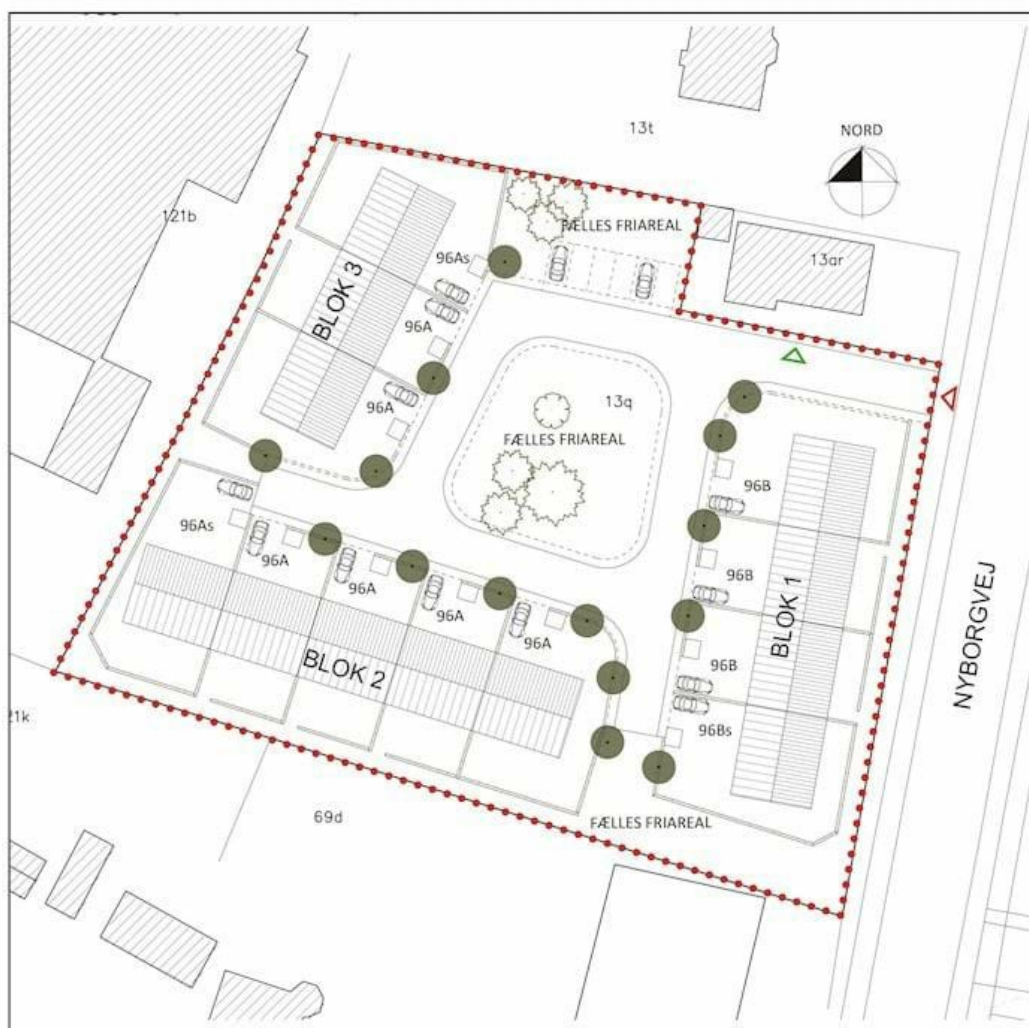 NORD
13t
121b
FÆLLES FRIAREAL
13ar
96As
BLOK 3
96A
96A
13q
FÆLLES FRIAREAL
96B
96As
96A
96A
96A
96A
96B
BLOK 1
96B
96Bs
BLOK 2
NYBORGVEJ
21k
69d
FÆLLES FRIAREAL